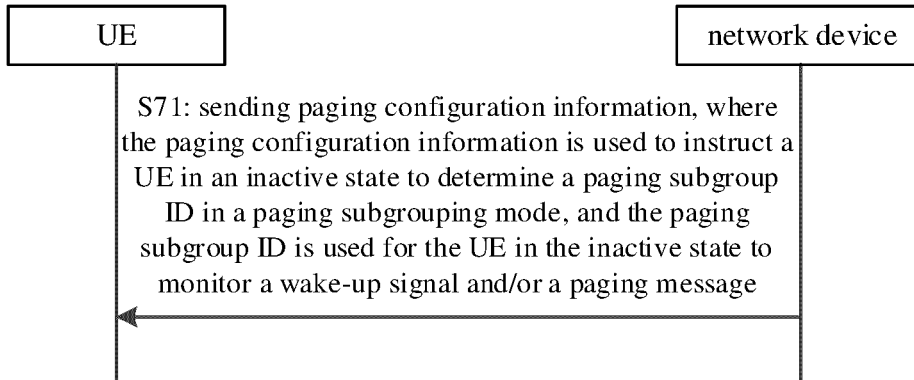 UE
network device
S71: sending paging configuration information, where
the paging configuration information is used to instruct a
UE in an inactive state to determine a paging subgroup
ID in a paging subgrouping mode, and the paging
subgroup ID is used for the UE in the inactive state to
monitor a wake-up signal and/or a paging message